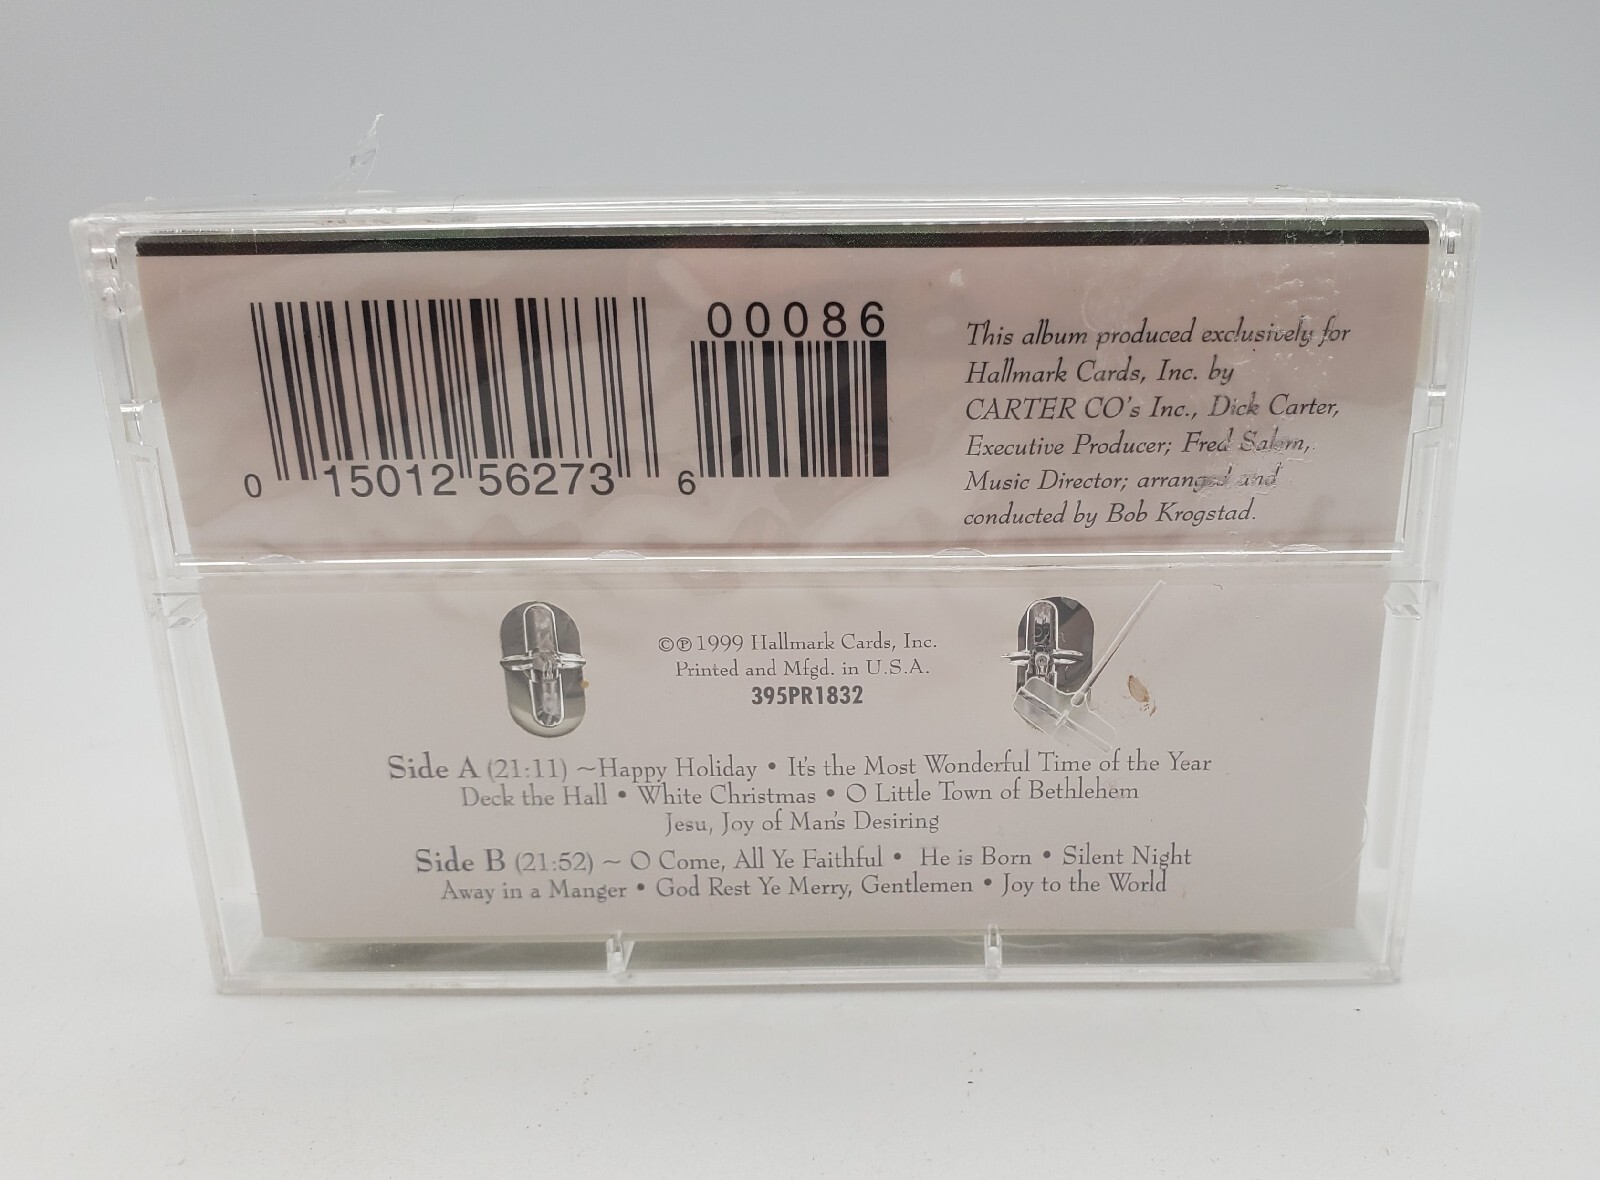 00086
0 15012 56273 6
This album produced exclusively for
Hallmark Cards, Inc. by
CARTER CO's Inc., Dick Carter,
Executive Producer; Fred Salem,
Music Director; arranged and
conducted by Bob Krogstad.
©℗1999 Hallmark Cards, Inc.
Printed and Mfgd. in U.S.A.
395PR1832
Side A (21:11) ~Happy Holiday • It's the Most Wonderful Time of the Year
Deck the Hall • White Christmas • O Little Town of Bethlehem
Jesu, Joy of Man's Desiring
Side B (21:52) ~ O Come, All Ye Faithful • He is Born • Silent Night
Away in a Manger • God Rest Ye Merry, Gentlemen • Joy to the World